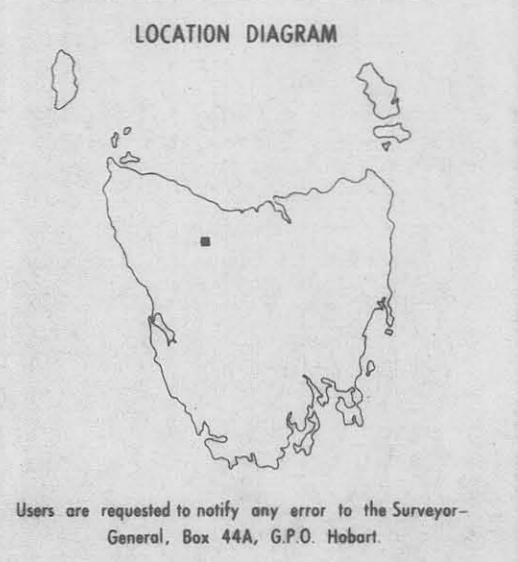 LOCATION DIAGRAM
Users are requested to notify any error to the Surveyor–
General, Box 44A, G.P.O. Hobart.